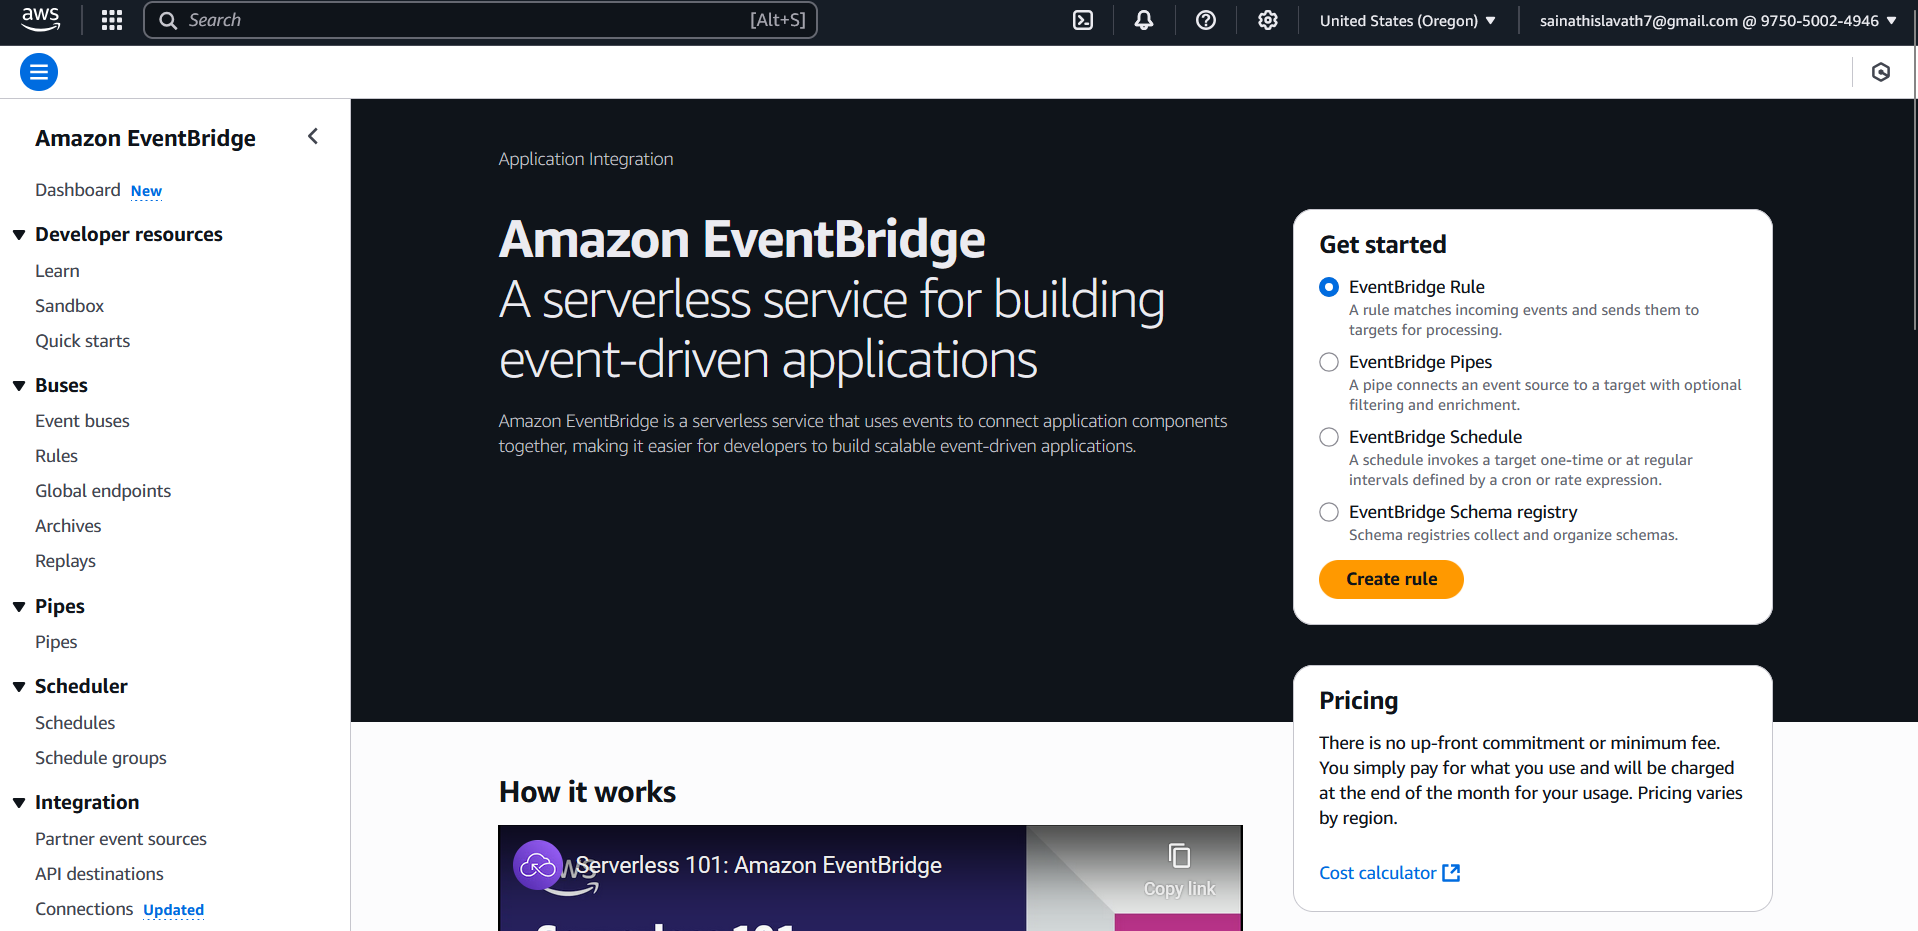 aws
Search [Alt+S]
United States (Oregon)
sainathislavath7@gmail.com @ 9750-5002-4946
Amazon EventBridge
Dashboard New
Developer resources
Learn
Sandbox
Quick starts
Buses
Event buses
Rules
Global endpoints
Archives
Replays
Pipes
Pipes
Scheduler
Schedules
Schedule groups
Integration
Partner event sources
API destinations
Connections Updated
Application Integration
Amazon EventBridge
A serverless service for building
event-driven applications
Amazon EventBridge is a serverless service that uses events to connect application components
together, making it easier for developers to build scalable event-driven applications.
Get started
EventBridge Rule
A rule matches incoming events and sends them to
targets for processing.
EventBridge Pipes
A pipe connects an event source to a target with optional
filtering and enrichment.
EventBridge Schedule
A schedule invokes a target one-time or at regular
intervals defined by a cron or rate expression.
EventBridge Schema registry
Schema registries collect and organize schemas.
Create rule
Pricing
There is no up-front commitment or minimum fee.
You simply pay for what you use and will be charged
at the end of the month for your usage. Pricing varies
by region.
Cost calculator
How it works
aws
Serverless 101: Amazon EventBridge
Copy link